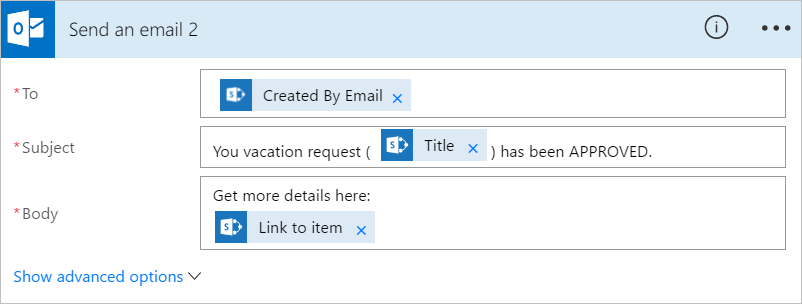 Send an email 2
* To
Created By Email ×
* Subject
You vacation request ( Title × ) has been APPROVED.
* Body
Get more details here:
Link to item ×
Show advanced options